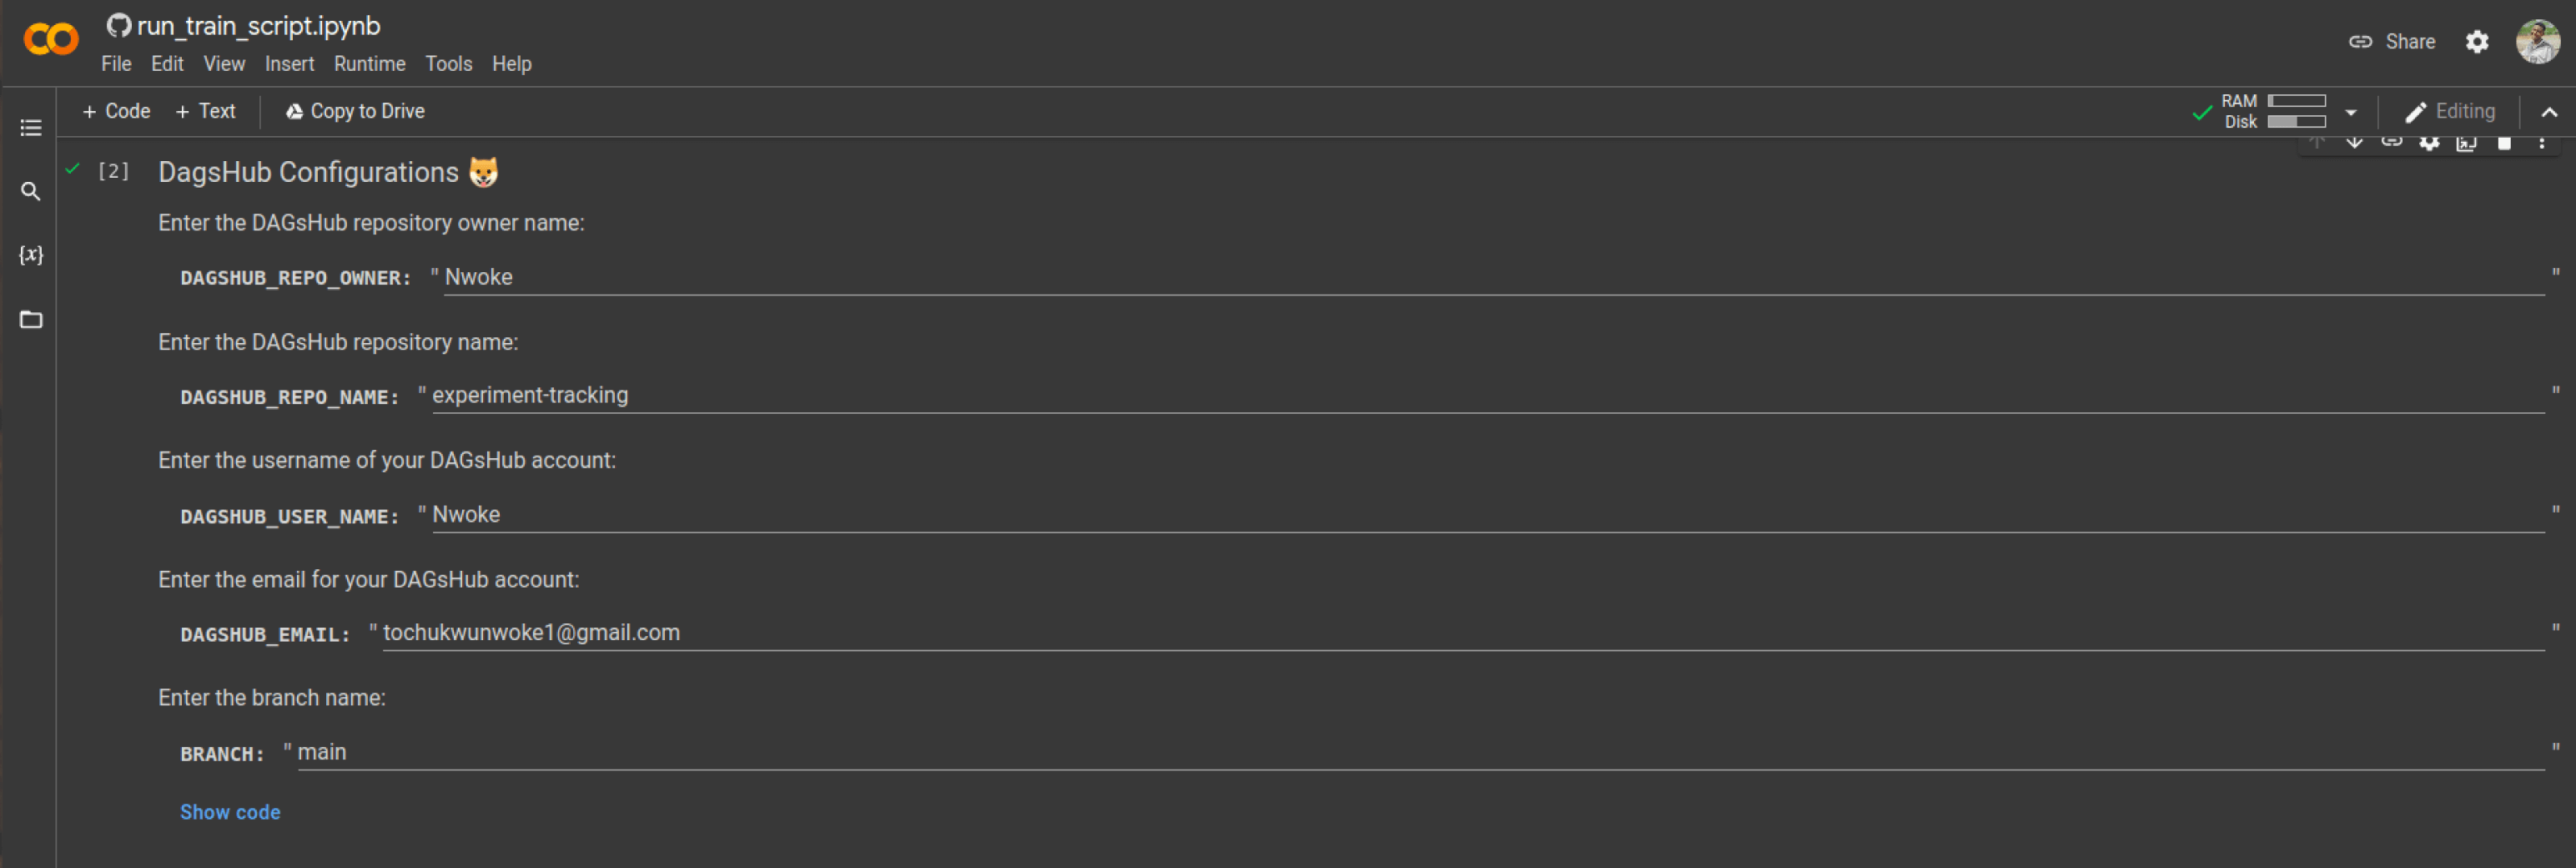 run_train_script.ipynb
File Edit View Insert Runtime Tools Help
Share
+ Code + Text Copy to Drive
RAM
Disk
Editing
[2] DagsHub Configurations
Enter the DAGsHub repository owner name:
DAGSHUB_REPO_OWNER: " Nwoke "
Enter the DAGsHub repository name:
DAGSHUB_REPO_NAME: " experiment-tracking "
Enter the username of your DAGsHub account:
DAGSHUB_USER_NAME: " Nwoke "
Enter the email for your DAGsHub account:
DAGSHUB_EMAIL: " tochukwunwoke1@gmail.com "
Enter the branch name:
BRANCH: " main "
Show code